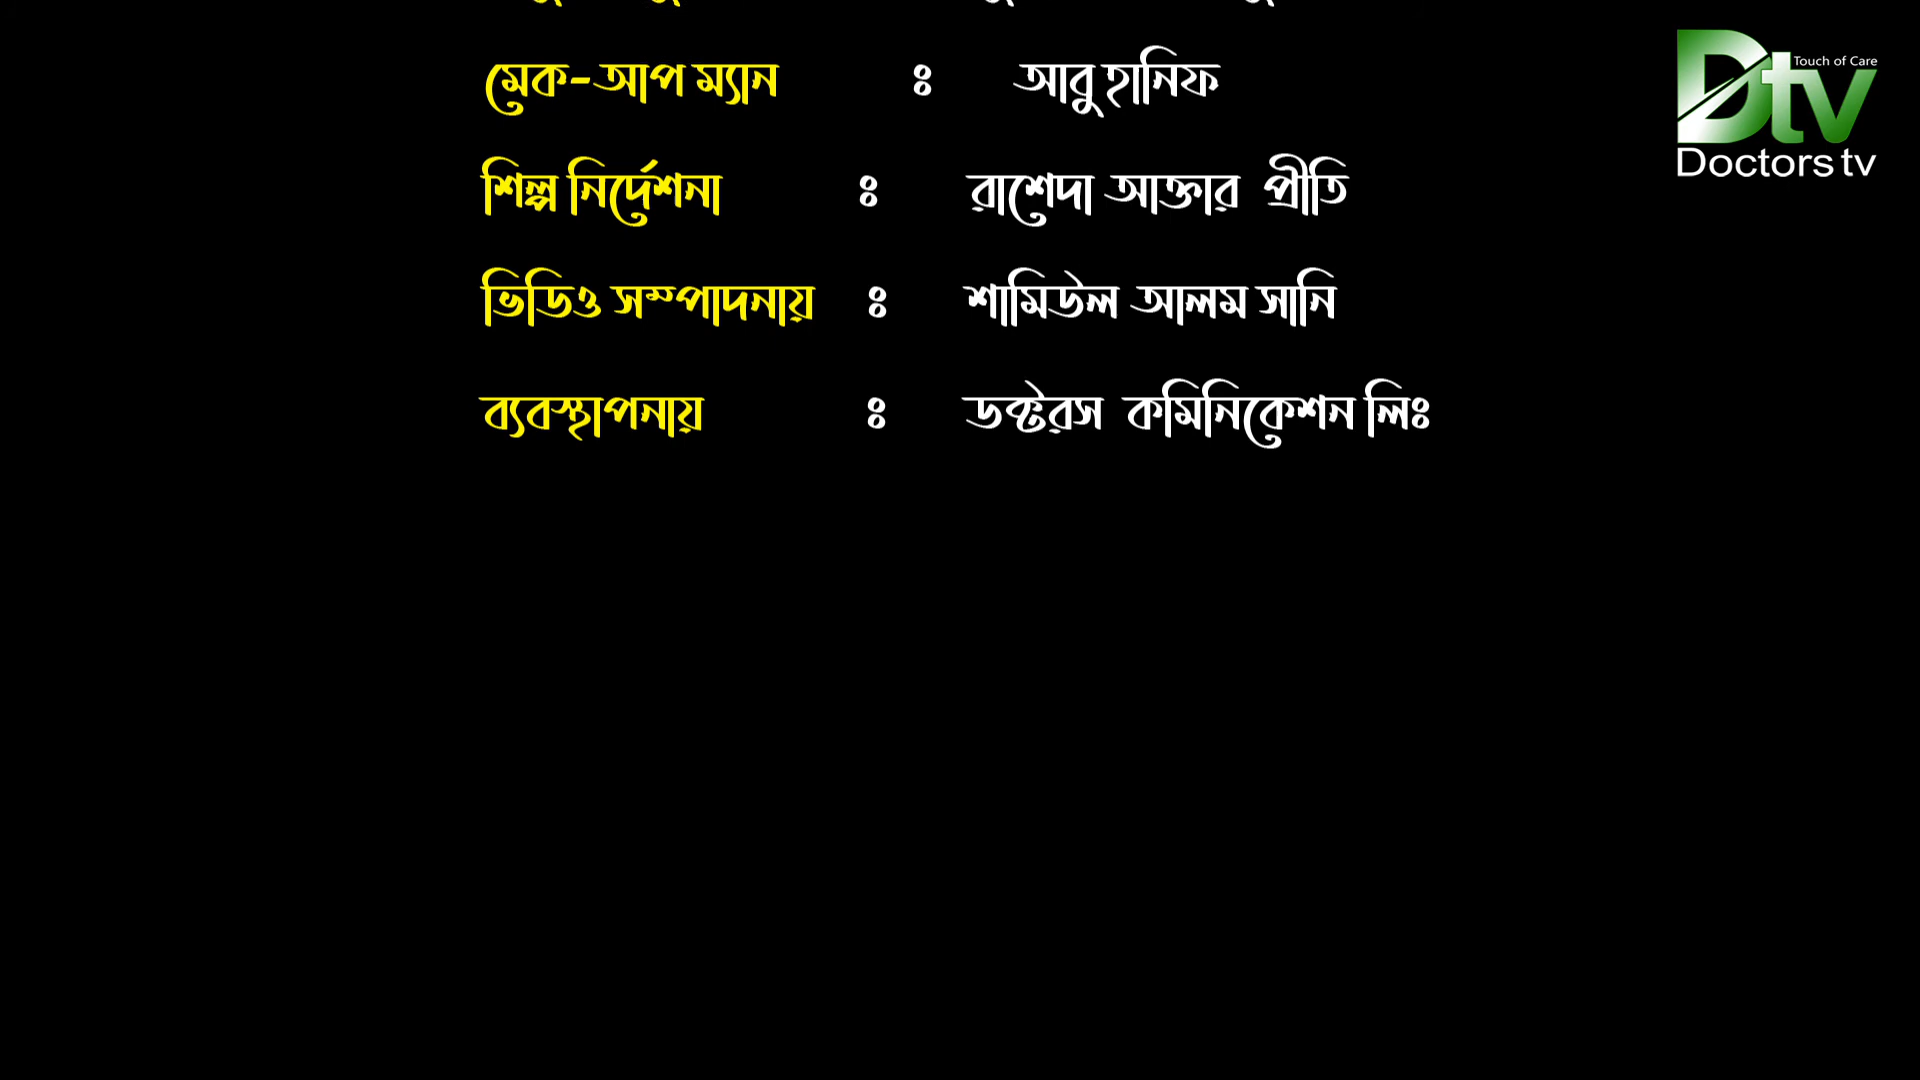 মেক-আপ ম্যান ঃ আবু হানিফ
শিল্প নির্দেশনা ঃ রাশেদা আক্তার প্রীতি
ভিডিও সম্পাদনায় ঃ শামিউল আলম সানি
ব্যবস্থাপনায় ঃ ডক্টরস কমিনিকেশন লিঃ
Touch of Care
Dtv
Doctors tv